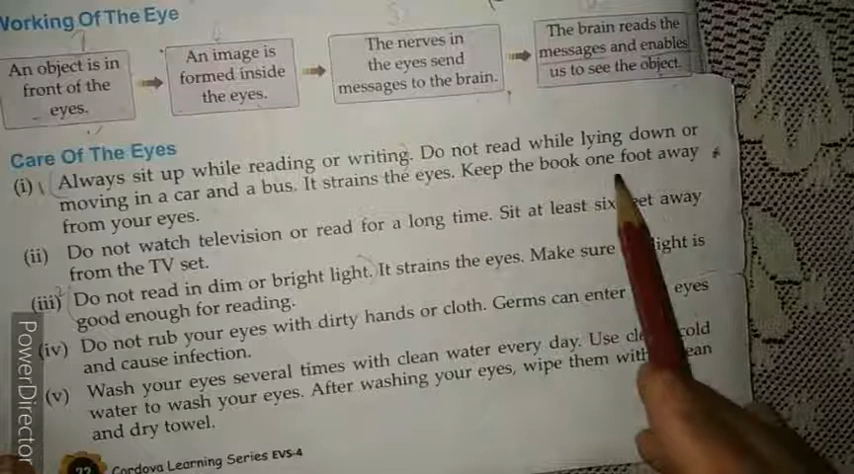 Working Of The Eye
An object is in
front of the
eyes.
An image is
formed inside
the eyes.
The nerves in
the eyes send
messages to the brain.
The brain reads the
messages and enables
us to see the object.
Care Of The Eyes
(i) Always sit up while reading or writing. Do not read while lying down or
moving in a car and a bus. It strains the eyes. Keep the book one foot away
from your eyes.
(ii) Do not watch television or read for a long time. Sit at least six feet away
from the TV set.
(iii) Do not read in dim or bright light. It strains the eyes. Make sure light is
good enough for reading.
(iv) Do not rub your eyes with dirty hands or cloth. Germs can enter eyes
and cause infection.
(v) Wash your eyes several times with clean water every day. Use cold
water to wash your eyes. After washing your eyes, wipe them with clean
and dry towel.
22 Cordova Learning Series EVS-4
PowerDirector